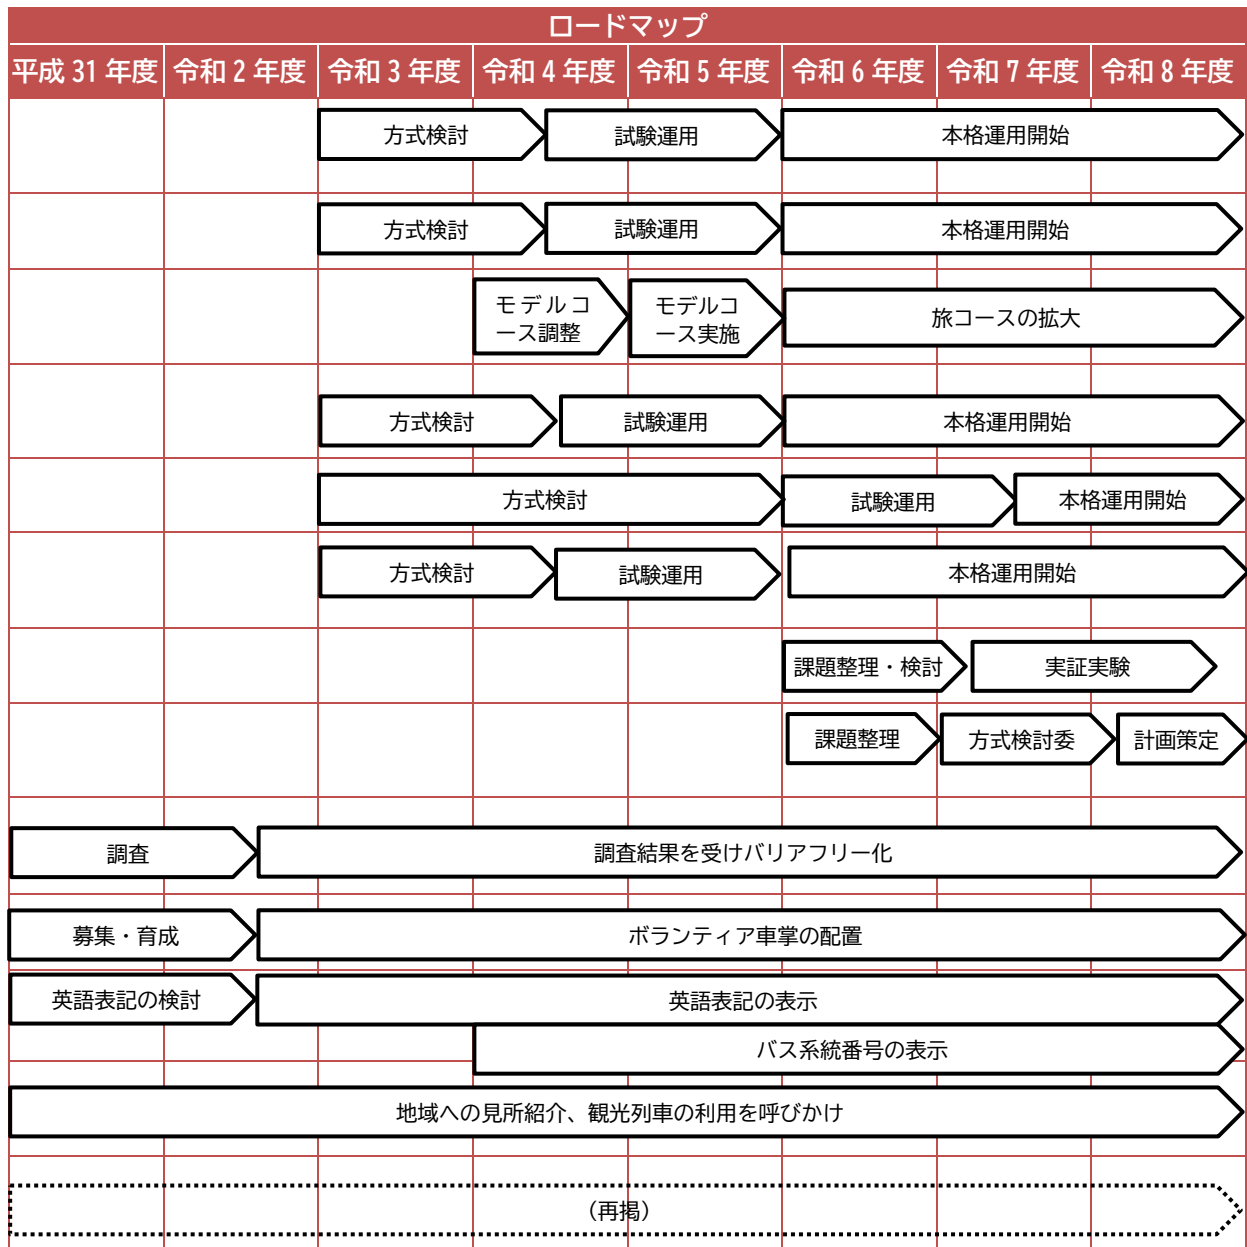 ロードマップ
平成 31 年度 令和 2 年度 令和 3 年度 令和 4 年度 令和 5 年度 令和 6 年度 令和 7 年度 令和 8 年度
方式検討 試験運用 本格運用開始
方式検討 試験運用 本格運用開始
モデルコ
ース調整
モデルコ
ース実施
旅コースの拡大
方式検討 試験運用 本格運用開始
方式検討 試験運用 本格運用開始
方式検討 試験運用 本格運用開始
課題整理・検討 実証実験
課題整理 方式検討委 計画策定
調査 調査結果を受けバリアフリー化
募集・育成 ボランティア車掌の配置
英語表記の検討 英語表記の表示
バス系統番号の表示
地域への見所紹介、観光列車の利用を呼びかけ
（再掲）